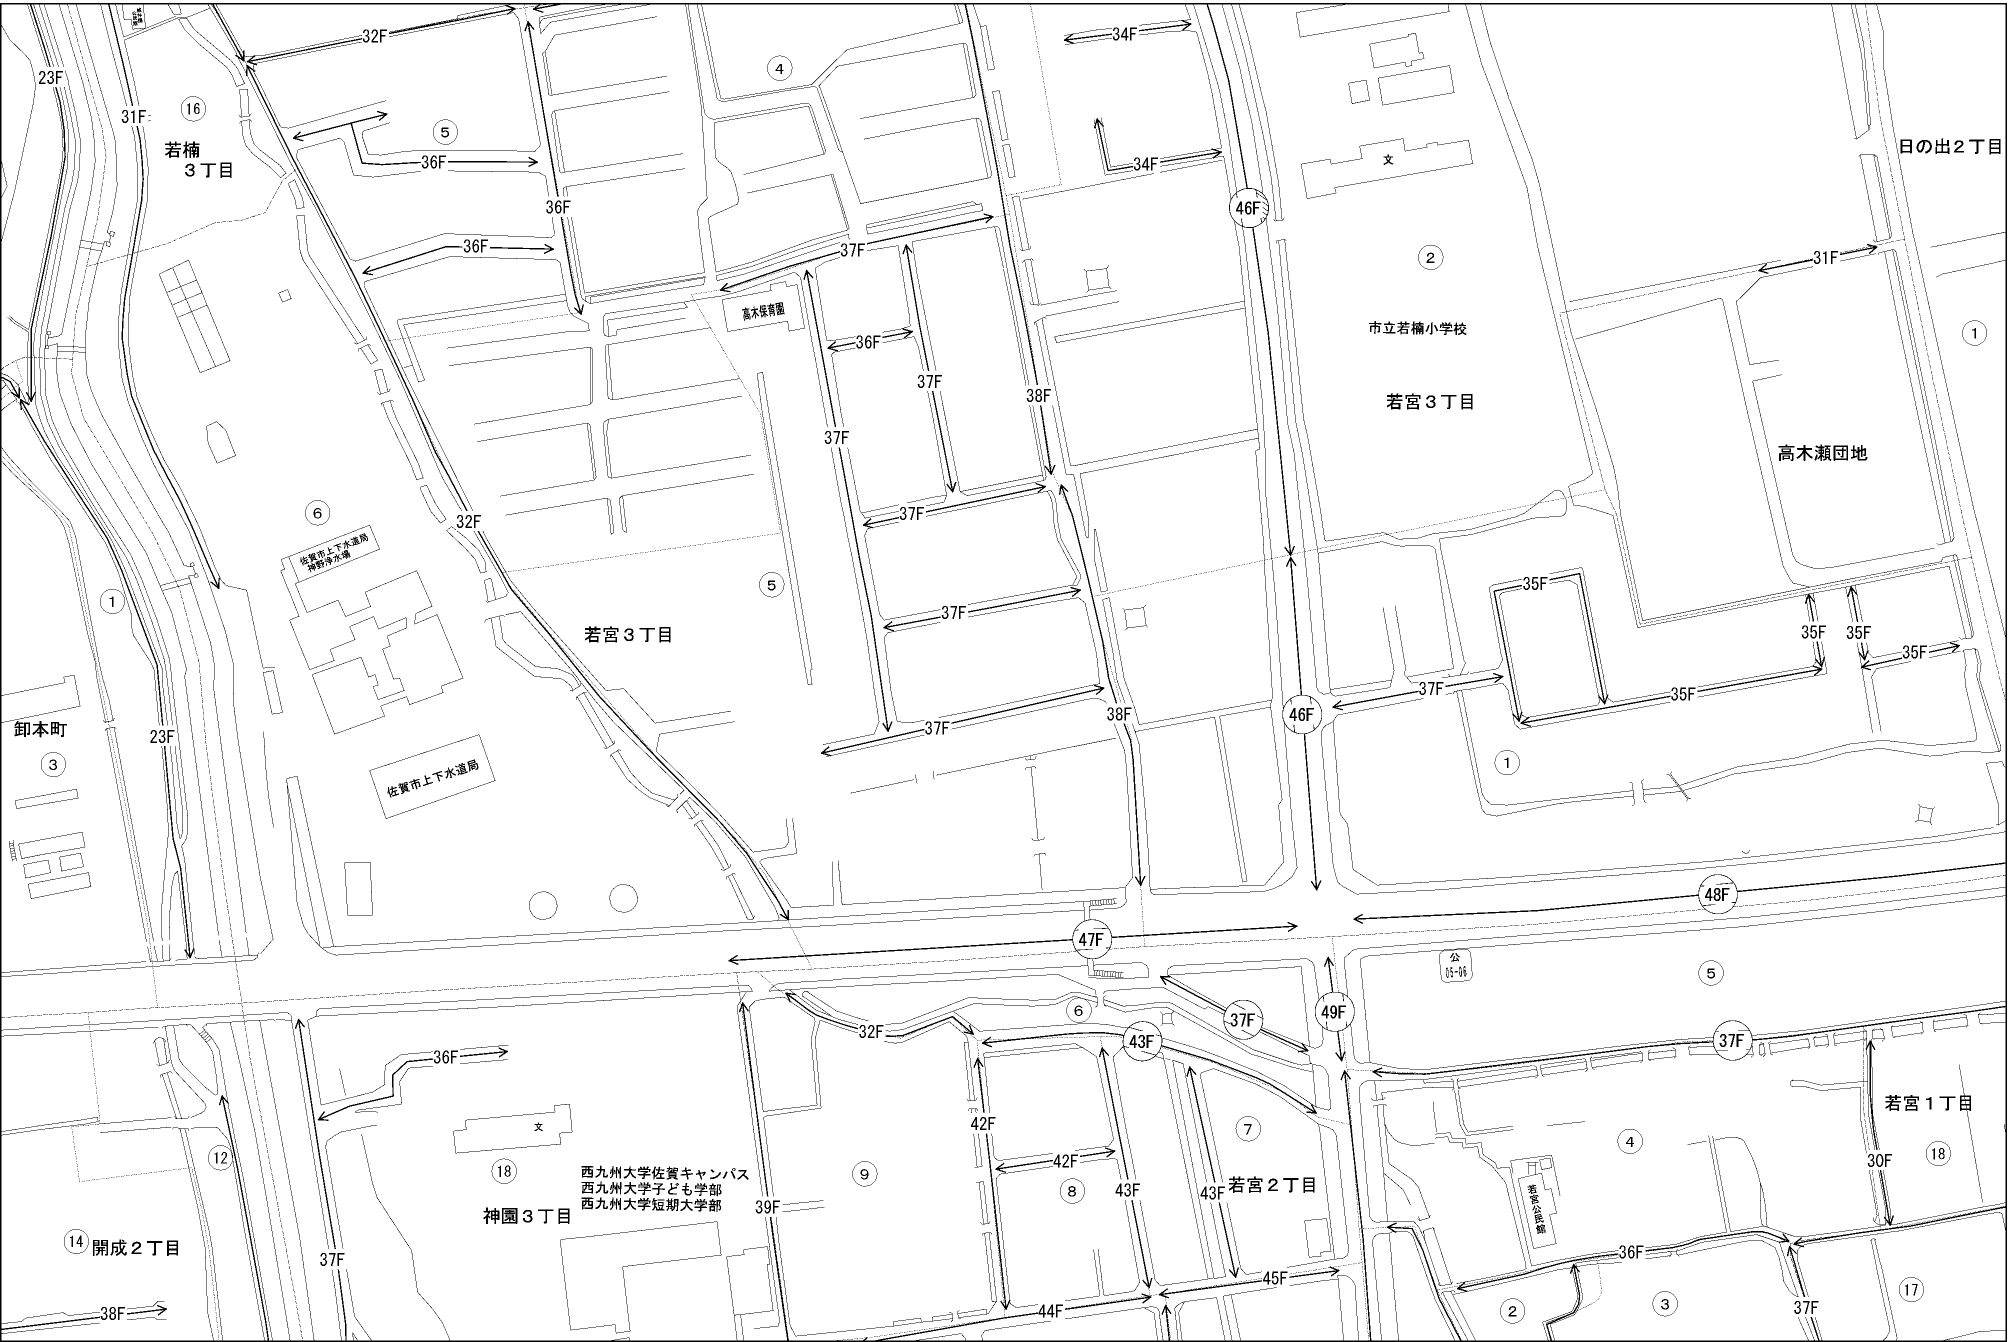 32F
34F
23F
④
31F
⑯
⑤
若楠
３丁目
36F
34F
文
日の出２丁目
36F
46F
36F
37F
②
31F
高木保育園
市立若楠小学校
①
36F
37F
38F
若宮３丁目
37F
高木瀬団地
⑥
37F
32F
佐賀市上下水道局
神野浄水場
⑤
35F
①
37F
若宮３丁目
35F
35F
35F
37F
35F
卸本町
23F
37F
38F
46F
③
佐賀市上下水道局
①
48F
47F
公
05-06
⑤
⑥
37F
49F
32F
43F
37F
36F
42F
若宮１丁目
文
⑦
④
⑫
⑱
西九州大学佐賀キャンパス
西九州大学子ども学部
西九州大学短期大学部
⑨
42F
30F
⑱
⑧
43F
43F
若宮２丁目
若宮公民館
神園３丁目
39F
⑭
開成２丁目
37F
36F
45F
⑰
38F
44F
②
③
37F